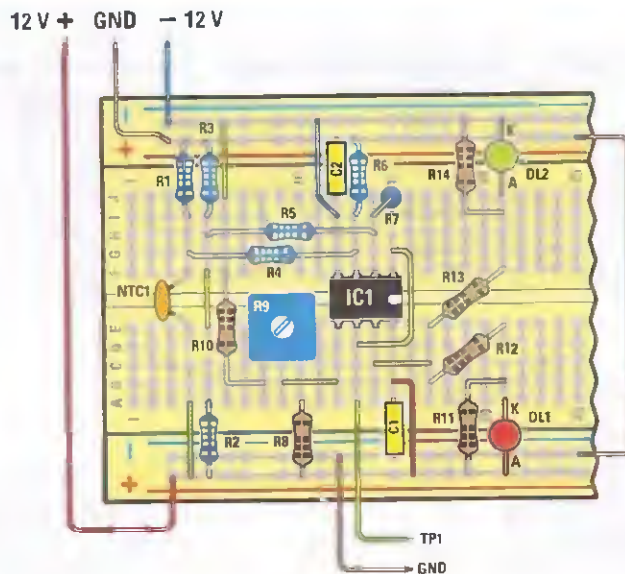 12 V + GND - 12 V
R3
R1
C2
R6
R14
K
A
DL2
R7
R5
R4
NTC1
R9
IC1
R13
R10
R12
R2
R8
C1
R11
K
DL1
A
TP1
GND